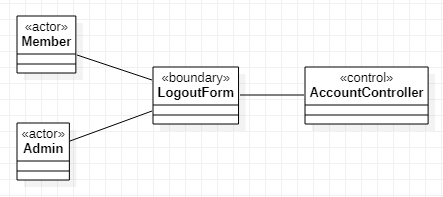 «actor»
Member
«boundary»
LogoutForm
«control»
AccountController
«actor»
Admin